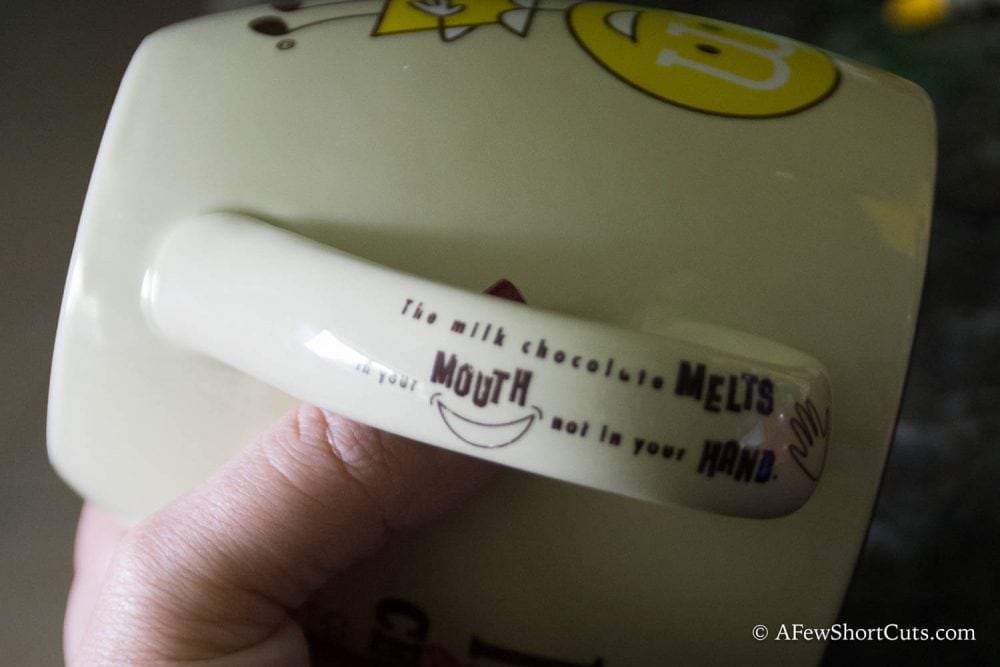 m
The milk chocolate MELTS
in your MOUTH not in your HAND.
© AFewShortCuts.com